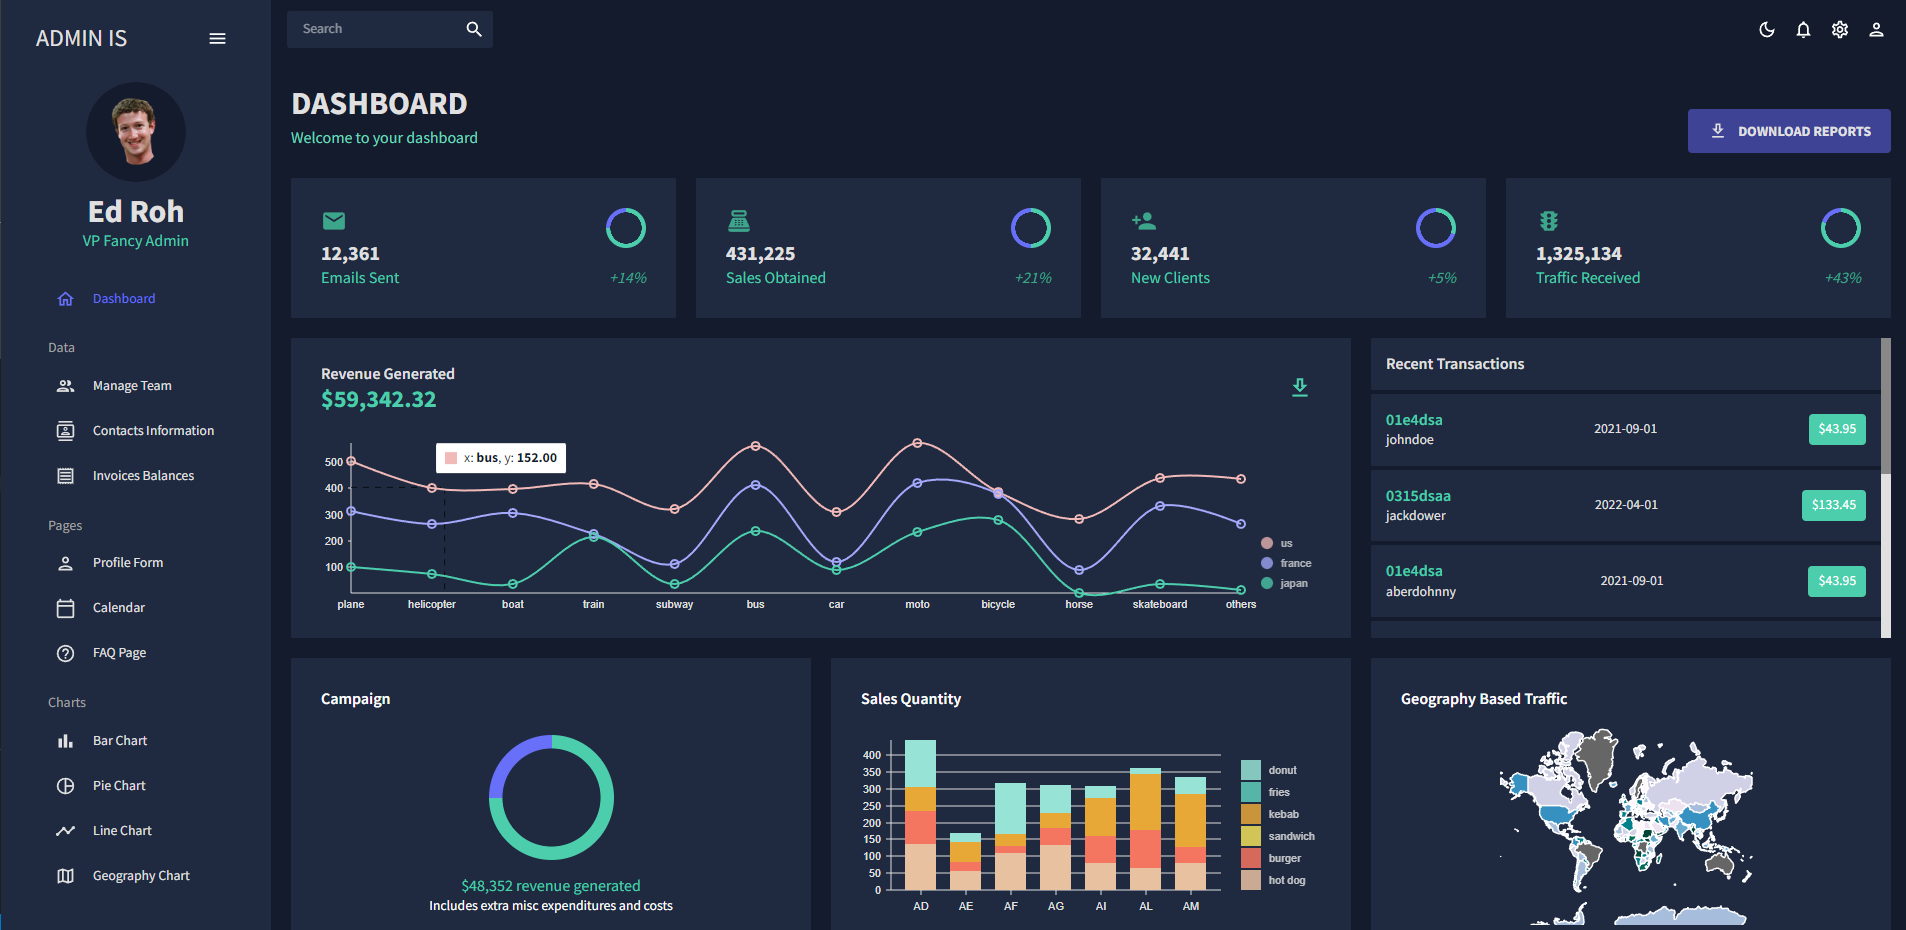 ADMIN IS
Search
Ed Roh
VP Fancy Admin
Dashboard
Data
Manage Team
Contacts Information
Invoices Balances
Pages
Profile Form
Calendar
FAQ Page
Charts
Bar Chart
Pie Chart
Line Chart
Geography Chart
DASHBOARD
Welcome to your dashboard
DOWNLOAD REPORTS
12,361
Emails Sent
+14%
431,225
Sales Obtained
+21%
32,441
New Clients
+5%
1,325,134
Traffic Received
+43%
Revenue Generated
$59,342.32
x: bus, y: 152.00
500
400
300
200
100
plane helicopter boat train subway bus car moto bicycle horse skateboard others
us
france
japan
Recent Transactions
01e4dsa
johndoe
2021-09-01
$43.95
0315dsaa
jackdower
2022-04-01
$133.45
01e4dsa
aberdohnny
2021-09-01
$43.95
Campaign
$48,352 revenue generated
Includes extra misc expenditures and costs
Sales Quantity
400
350
300
250
200
150
100
50
0
AD AE AF AG AI AL AM
donut
fries
kebab
sandwich
burger
hot dog
Geography Based Traffic